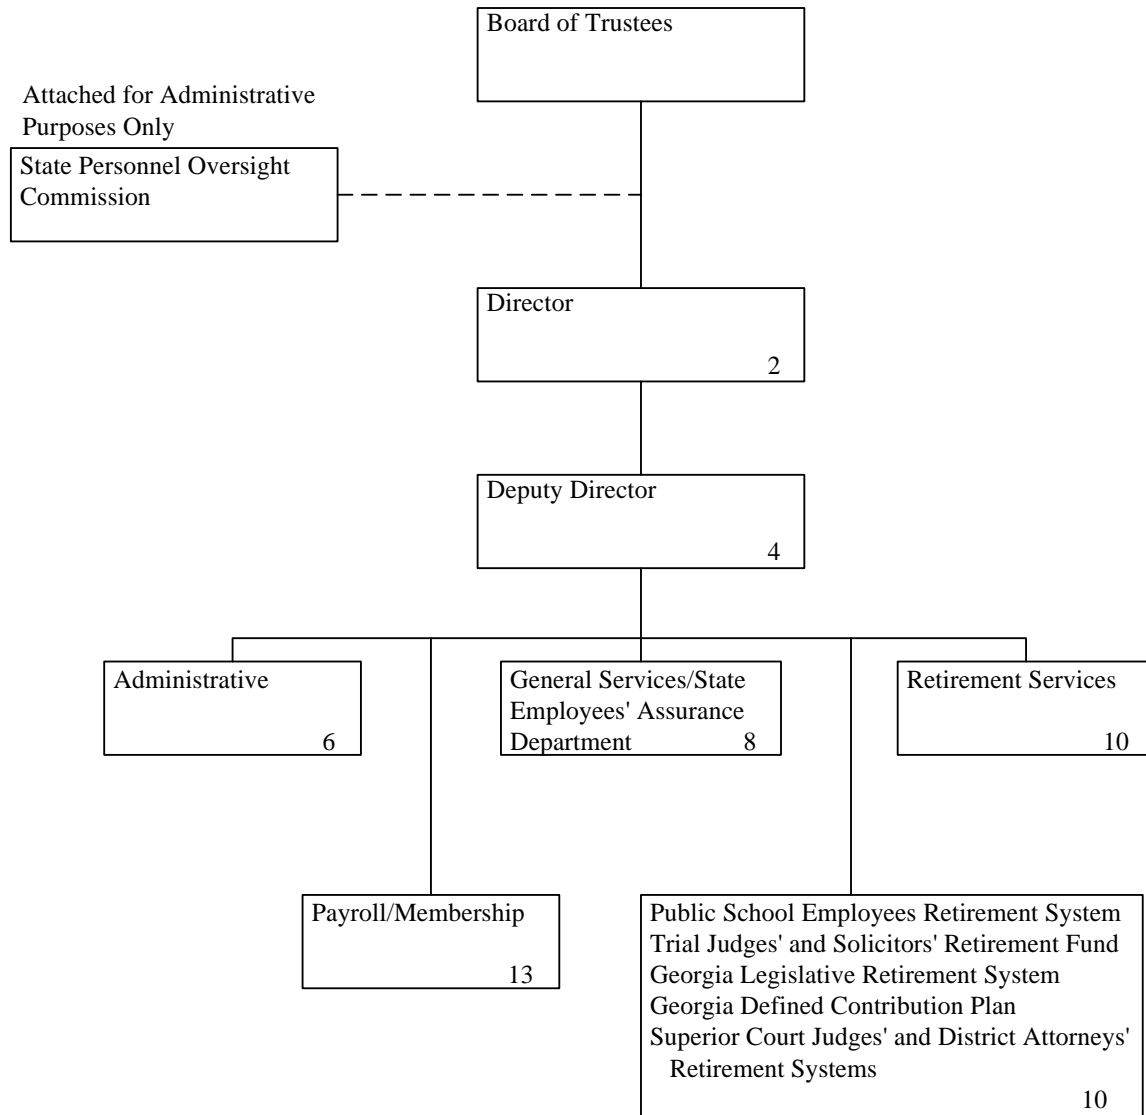 Board of Trustees
Attached for Administrative
Purposes Only
State Personnel Oversight
Commission
Director
2
Deputy Director
4
Administrative
6
General Services/State
Employees' Assurance
Department 8
Retirement Services
10
Payroll/Membership
13
Public School Employees Retirement System
Trial Judges' and Solicitors' Retirement Fund
Georgia Legislative Retirement System
Georgia Defined Contribution Plan
Superior Court Judges' and District Attorneys'
Retirement Systems
10